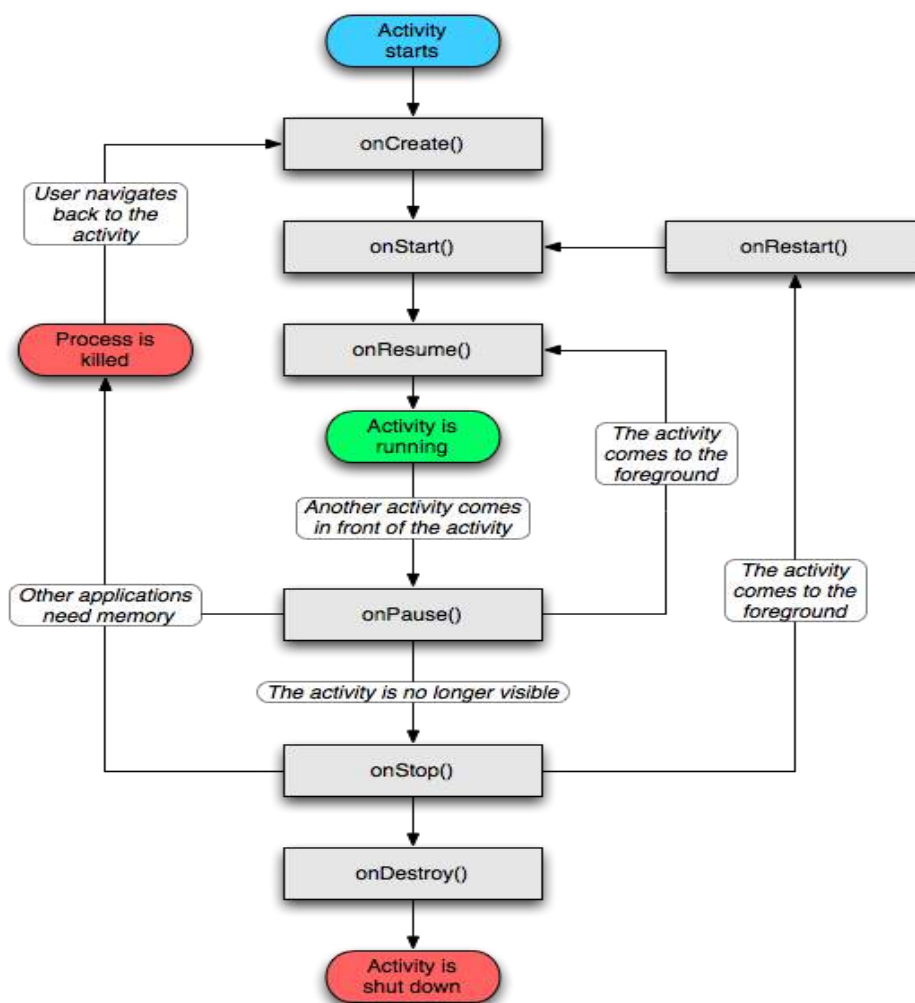 Activity
starts
onCreate()
User navigates
back to the
activity
onStart()
onRestart()
Process is
killed
onResume()
Activity is
running
The activity
comes to the
foreground
Another activity comes
in front of the activity
The activity
comes to the
foreground
Other applications
need memory
onPause()
The activity is no longer visible
onStop()
onDestroy()
Activity is
shut down